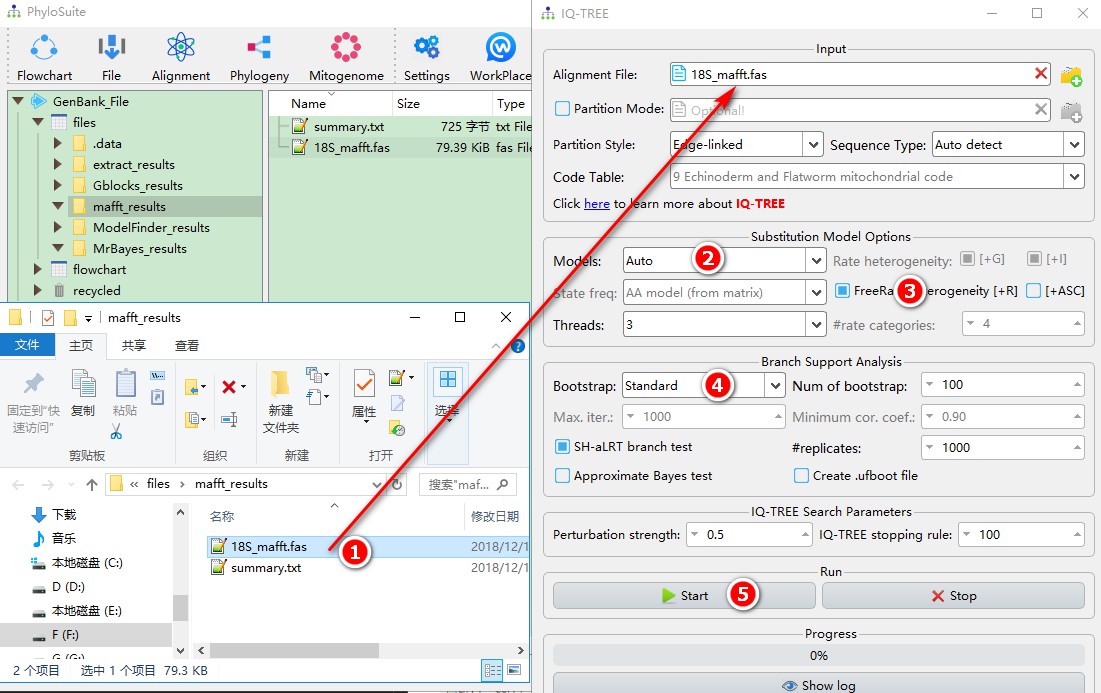 PhyloSuite
Flowchart File Alignment Phylogeny Mitogenome Settings WorkPlace
GenBank_File
files
.data
extract_results
Gblocks_results
mafft_results
ModelFinder_results
MrBayes_results
flowchart
recycled
Name Size Type
summary.txt 725 字节 txt File
18S_mafft.fas 79.39 KiB fas File
mafft_results
文件 主页 共享 查看
固定到"快速访问"
复制
粘贴
新建
文件夹
属性
选择
剪贴板 组织 新建 打开
files › mafft_results
搜索"maf...
下载
音乐
本地磁盘 (C:)
D (D:)
本地磁盘 (E:)
F (F:)
G (G:)
名称 修改日期
18S_mafft.fas 2018/12/1
summary.txt 2018/12/1
1
2 个项目 选中 1 个项目 79.3 KB
IQ-TREE
Input
Alignment File: 18S_mafft.fas
Partition Mode: Optional!
Partition Style: Edge-linked Sequence Type: Auto detect
Code Table: 9 Echinoderm and Flatworm mitochondrial code
Click here to learn more about IQ-TREE
Substitution Model Options
Models: Auto 2 Rate heterogeneity: [+G] [+I]
State freq: AA model (from matrix) FreeRa 3 erogeneity [+R] [+ASC]
Threads: 3 #rate categories: 4
Branch Support Analysis
Bootstrap: Standard 4 Num of bootstrap: 100
Max. iter.: 1000 Minimum cor. coef.: 0.90
SH-aLRT branch test #replicates: 1000
Approximate Bayes test Create .ufboot file
IQ-TREE Search Parameters
Perturbation strength: 0.5 IQ-TREE stopping rule: 100
Run
Start 5 Stop
Progress
0%
Show log